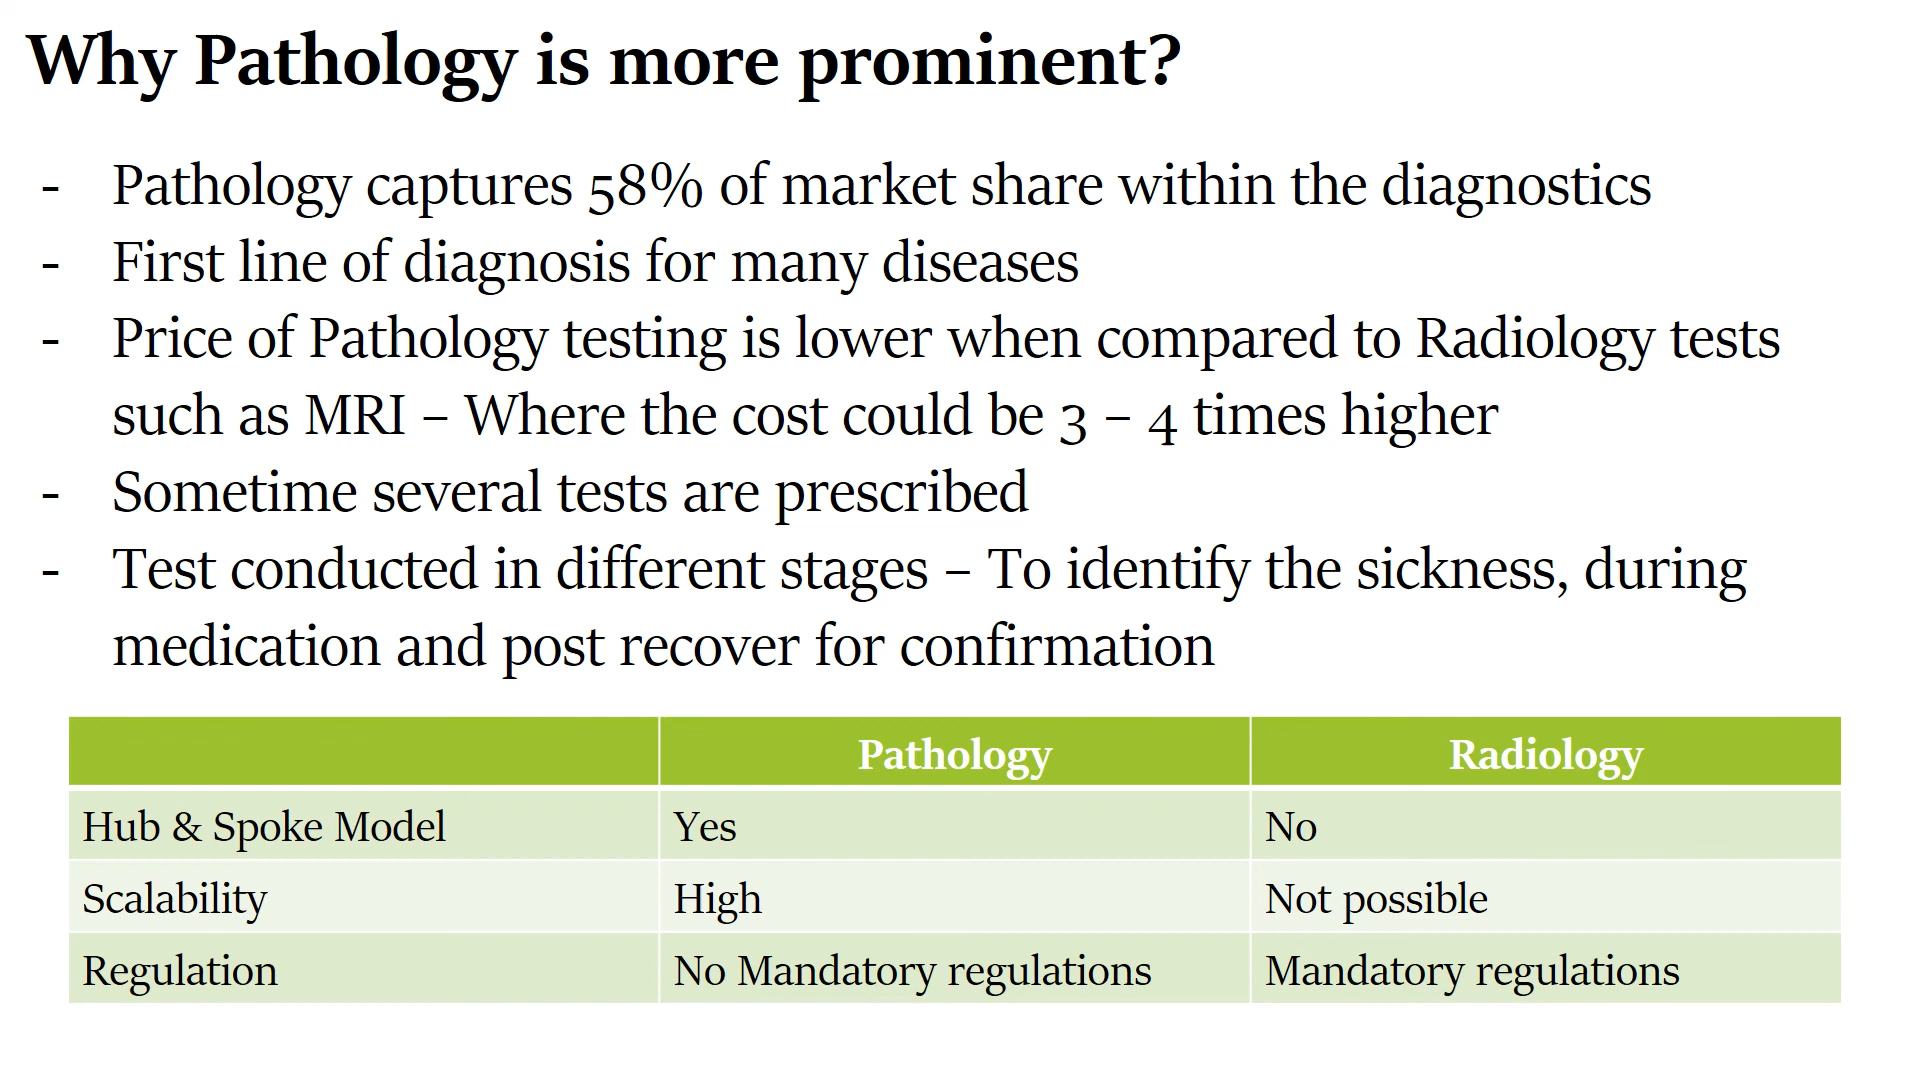 Why Pathology is more prominent?
- Pathology captures 58% of market share within the diagnostics
- First line of diagnosis for many diseases
- Price of Pathology testing is lower when compared to Radiology tests
such as MRI – Where the cost could be 3 – 4 times higher
- Sometime several tests are prescribed
- Test conducted in different stages – To identify the sickness, during
medication and post recover for confirmation
Pathology Radiology
Hub & Spoke Model Yes No
Scalability High Not possible
Regulation No Mandatory regulations Mandatory regulations